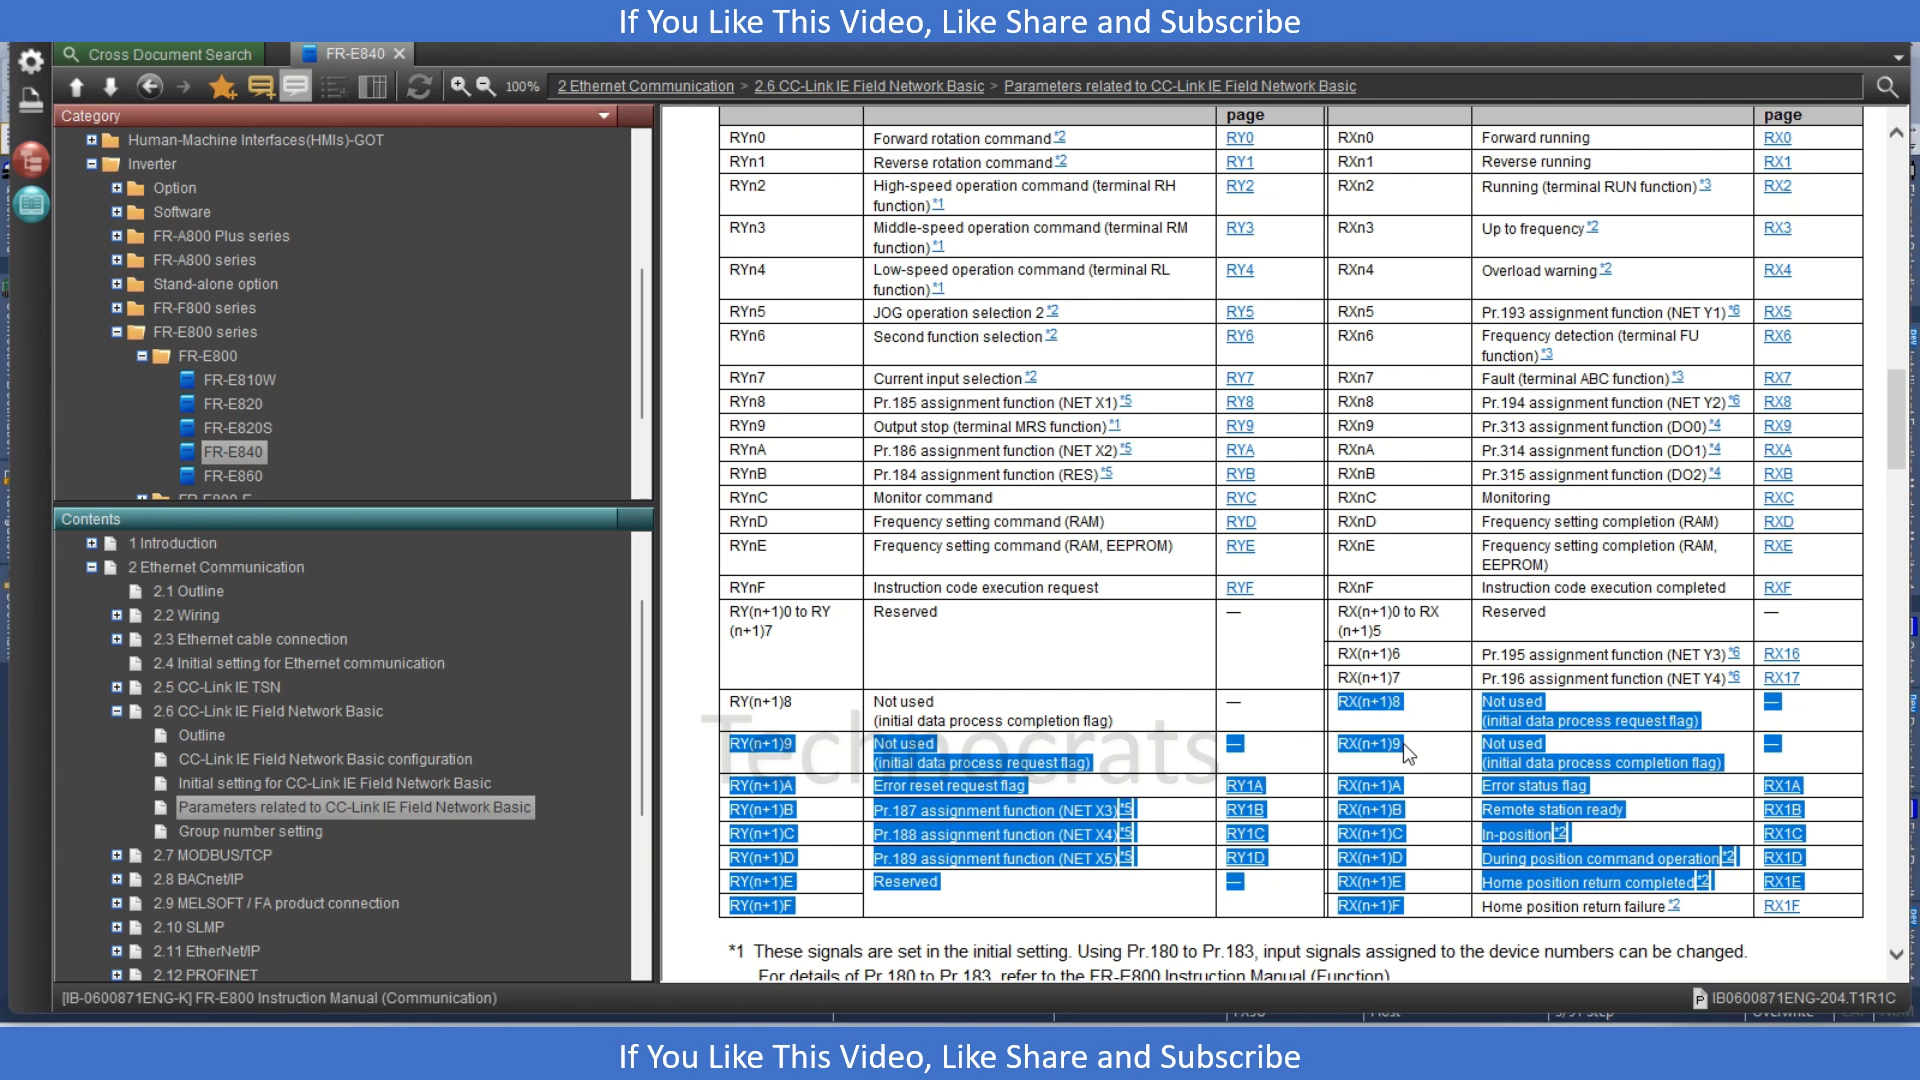 If You Like This Video, Like Share and Subscribe
Cross Document Search
FR-E840
100%
2 Ethernet Communication > 2.6 CC-Link IE Field Network Basic > Parameters related to CC-Link IE Field Network Basic
Category
Human-Machine Interfaces(HMIs)-GOT
Inverter
Option
Software
FR-A800 Plus series
FR-A800 series
Stand-alone option
FR-F800 series
FR-E800 series
FR-E800
FR-E810W
FR-E820
FR-E820S
FR-E840
FR-E860
Contents
1 Introduction
2 Ethernet Communication
2.1 Outline
2.2 Wiring
2.3 Ethernet cable connection
2.4 Initial setting for Ethernet communication
2.5 CC-Link IE TSN
2.6 CC-Link IE Field Network Basic
Outline
CC-Link IE Field Network Basic configuration
Initial setting for CC-Link IE Field Network Basic
Parameters related to CC-Link IE Field Network Basic
Group number setting
2.7 MODBUS/TCP
2.8 BACnet/IP
2.9 MELSOFT / FA product connection
2.10 SLMP
2.11 EtherNet/IP
2.12 PROFINET
page page
RYn0 Forward rotation command *2 RY0 RXn0 Forward running RX0
RYn1 Reverse rotation command *2 RY1 RXn1 Reverse running RX1
RYn2 High-speed operation command (terminal RH RY2 RXn2 Running (terminal RUN function) *3 RX2
function) *1
RYn3 Middle-speed operation command (terminal RM RY3 RXn3 Up to frequency *2 RX3
function) *1
RYn4 Low-speed operation command (terminal RL RY4 RXn4 Overload warning *2 RX4
function) *1
RYn5 JOG operation selection 2 *2 RY5 RXn5 Pr.193 assignment function (NET Y1) *6 RX5
RYn6 Second function selection *2 RY6 RXn6 Frequency detection (terminal FU RX6
function) *3
RYn7 Current input selection *2 RY7 RXn7 Fault (terminal ABC function) *3 RX7
RYn8 Pr.185 assignment function (NET X1) *5 RY8 RXn8 Pr.194 assignment function (NET Y2) *6 RX8
RYn9 Output stop (terminal MRS function) *1 RY9 RXn9 Pr.313 assignment function (DO0) *4 RX9
RYnA Pr.186 assignment function (NET X2) *5 RYA RXnA Pr.314 assignment function (DO1) *4 RXA
RYnB Pr.184 assignment function (RES) *5 RYB RXnB Pr.315 assignment function (DO2) *4 RXB
RYnC Monitor command RYC RXnC Monitoring RXC
RYnD Frequency setting command (RAM) RYD RXnD Frequency setting completion (RAM) RXD
RYnE Frequency setting command (RAM, EEPROM) RYE RXnE Frequency setting completion (RAM, RXE
EEPROM)
RYnF Instruction code execution request RYF RXnF Instruction code execution completed RXF
RY(n+1)0 to RY Reserved — RX(n+1)0 to RX Reserved —
(n+1)7 (n+1)5
RX(n+1)6 Pr.195 assignment function (NET Y3) *6 RX16
RX(n+1)7 Pr.196 assignment function (NET Y4) *6 RX17
RY(n+1)8 Not used — RX(n+1)8 Not used —
(initial data process completion flag) (initial data process request flag)
RY(n+1)9 Not used — RX(n+1)9 Not used —
(initial data process request flag) (initial data process completion flag)
RY(n+1)A Error reset request flag RY1A RX(n+1)A Error status flag RX1A
RY(n+1)B Pr.187 assignment function (NET X3) *5 RY1B RX(n+1)B Remote station ready RX1B
RY(n+1)C Pr.188 assignment function (NET X4) *5 RY1C RX(n+1)C In-position *2 RX1C
RY(n+1)D Pr.189 assignment function (NET X5) *5 RY1D RX(n+1)D During position command operation *2 RX1D
RY(n+1)E Reserved — RX(n+1)E Home position return completed *2 RX1E
RY(n+1)F RX(n+1)F Home position return failure *2 RX1F
Technocrats
*1 These signals are set in the initial setting. Using Pr.180 to Pr.183, input signals assigned to the device numbers can be changed.
For details of Pr.180 to Pr.183, refer to the FR-E800 Instruction Manual (Function)
[IB-0600871ENG-K] FR-E800 Instruction Manual (Communication)
IB0600871ENG-204.T1R1C
If You Like This Video, Like Share and Subscribe